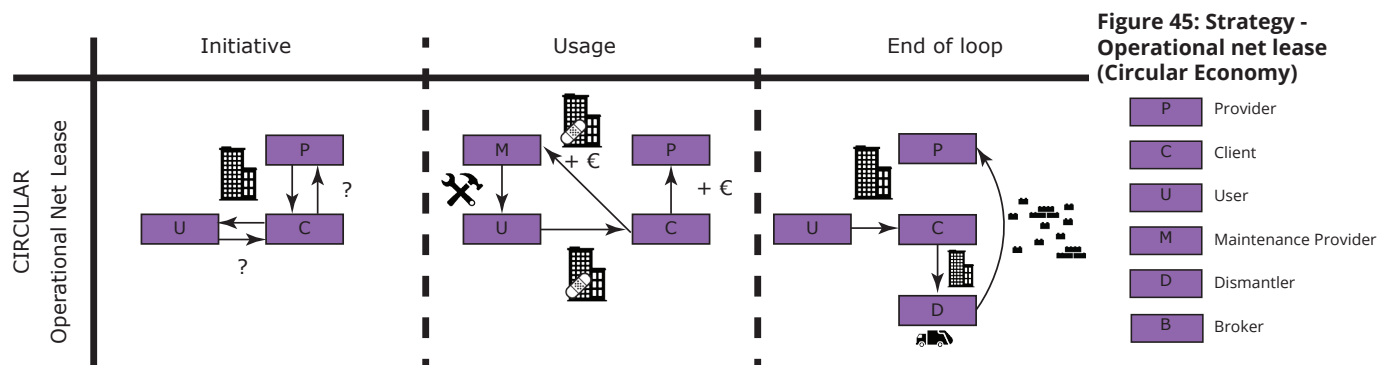 Initiative
Usage
End of loop
Figure 45: Strategy -
Operational net lease
(Circular Economy)
CIRCULAR
Operational Net Lease
P
?
U
C
?
M
+ €
P
+ €
U
C
P
U
C
D
P Provider
C Client
U User
M Maintenance Provider
D Dismantler
B Broker